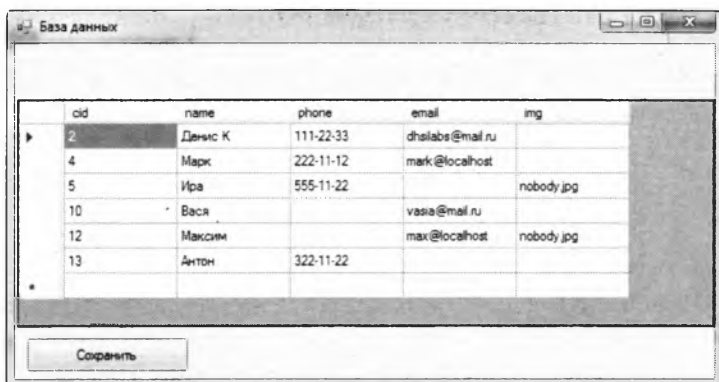 База данных
cid name phone email img
2 Денис К 111-22-33 dhsilabs@mail.ru
4 Марк 222-11-12 mark@localhost
5 Ира 555-11-22 nobody.jpg
10 Вася vasia@mail.ru
12 Максим max@localhost nobody.jpg
13 Антон 322-11-22
Сохранить